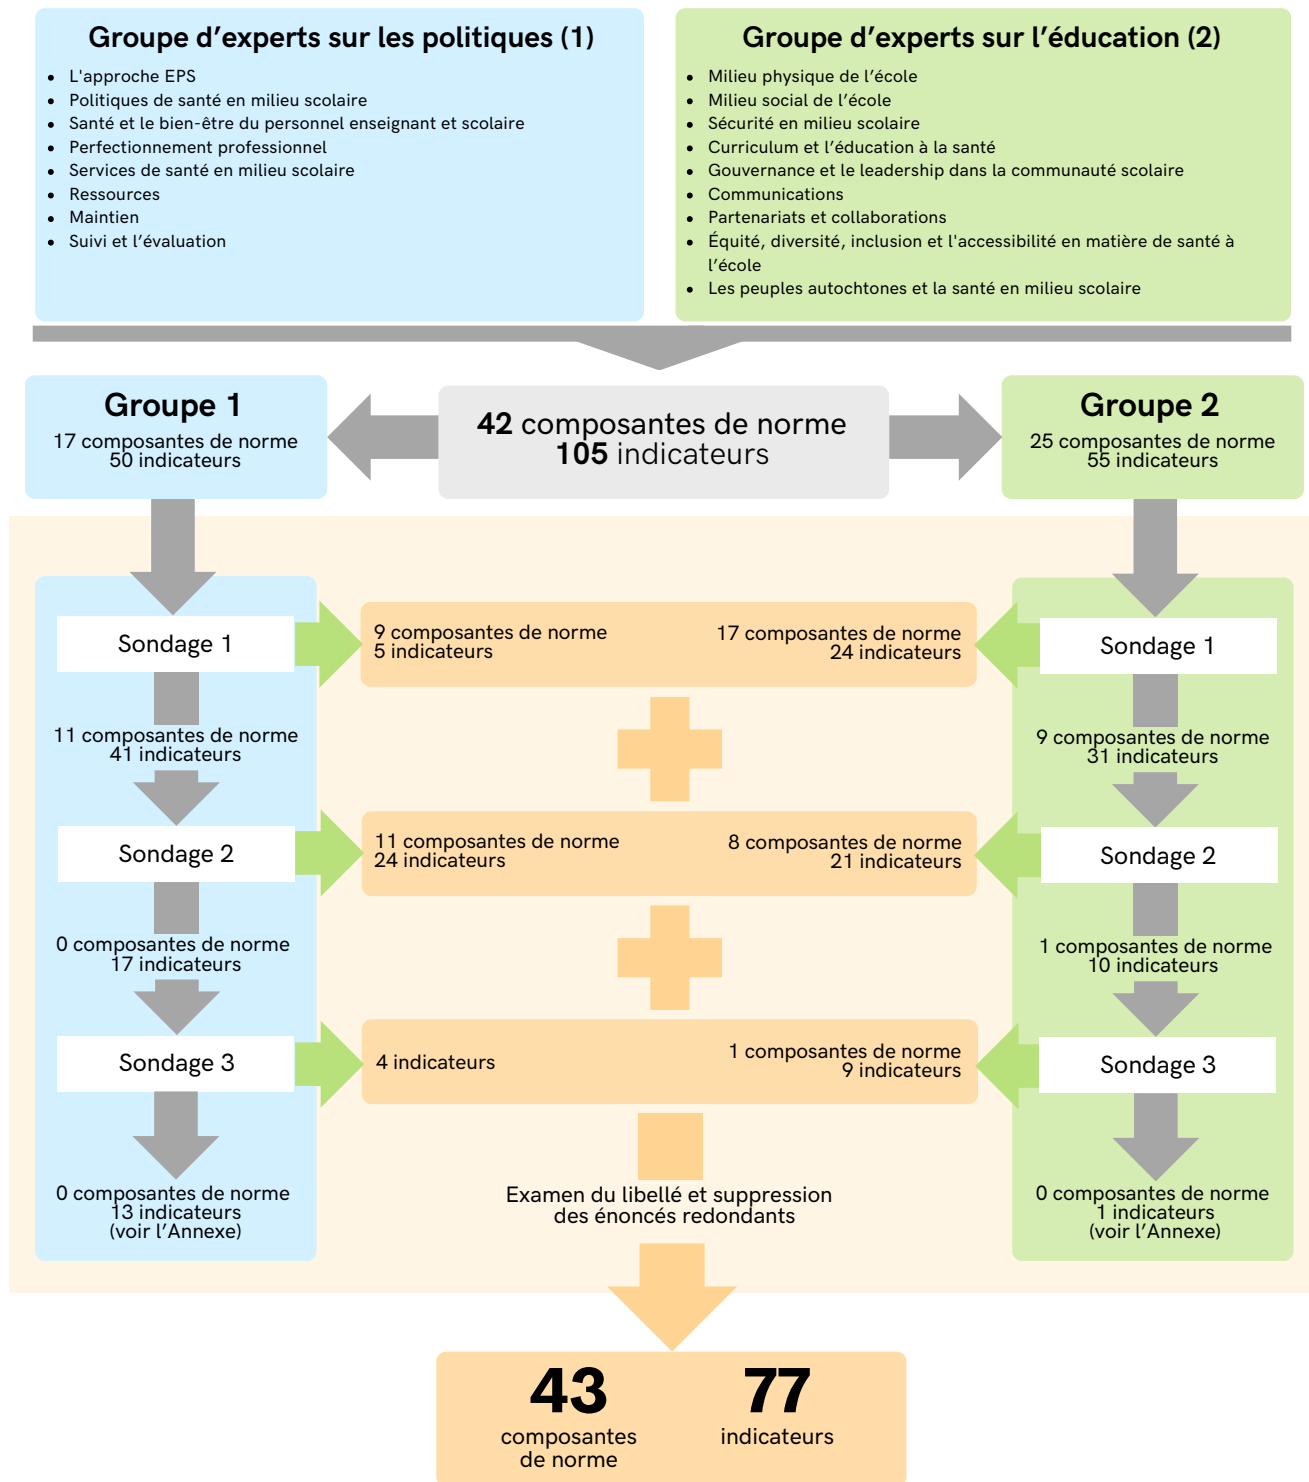 Groupe d’experts sur les politiques (1)
• L'approche EPS
• Politiques de santé en milieu scolaire
• Santé et le bien-être du personnel enseignant et scolaire
• Perfectionnement professionnel
• Services de santé en milieu scolaire
• Ressources
• Maintien
• Suivi et l’évaluation
Groupe d’experts sur l’éducation (2)
• Milieu physique de l’école
• Milieu social de l’école
• Sécurité en milieu scolaire
• Curriculum et l’éducation à la santé
• Gouvernance et le leadership dans la communauté scolaire
• Communications
• Partenariats et collaborations
• Équité, diversité, inclusion et l'accessibilité en matière de santé à
l’école
• Les peuples autochtones et la santé en milieu scolaire
Groupe 1
17 composantes de norme
50 indicateurs
42 composantes de norme
105 indicateurs
Groupe 2
25 composantes de norme
55 indicateurs
Sondage 1
9 composantes de norme
5 indicateurs
17 composantes de norme
24 indicateurs
Sondage 1
11 composantes de norme
41 indicateurs
9 composantes de norme
31 indicateurs
Sondage 2
11 composantes de norme
24 indicateurs
8 composantes de norme
21 indicateurs
Sondage 2
0 composantes de norme
17 indicateurs
1 composantes de norme
10 indicateurs
Sondage 3
4 indicateurs
1 composantes de norme
9 indicateurs
Sondage 3
0 composantes de norme
13 indicateurs
(voir l’Annexe)
Examen du libellé et suppression
des énoncés redondants
0 composantes de norme
1 indicateurs
(voir l’Annexe)
43
composantes
de norme
77
indicateurs